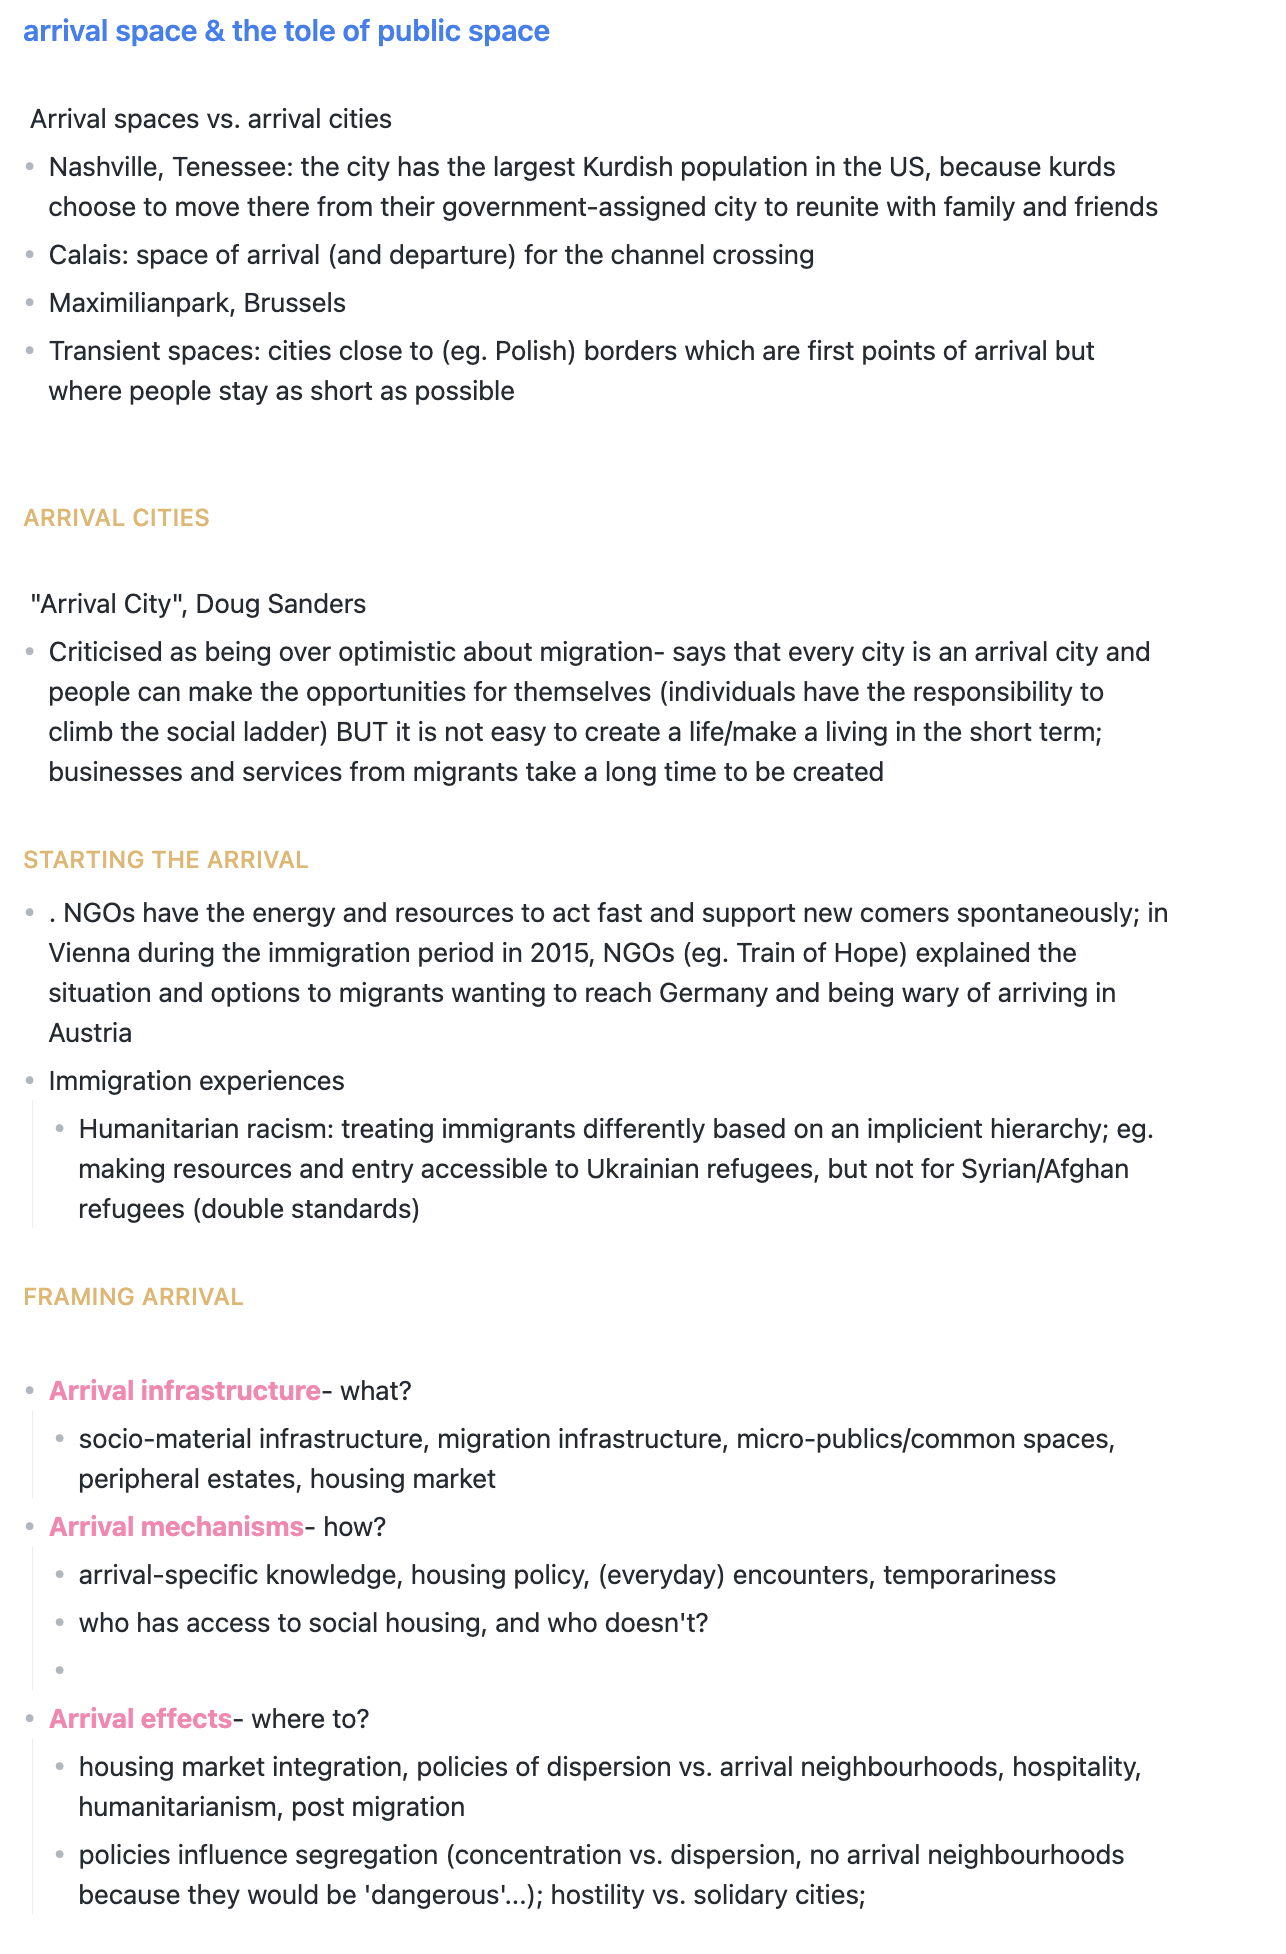 arrival space & the tole of public space
Arrival spaces vs. arrival cities
• Nashville, Tenessee: the city has the largest Kurdish population in the US, because kurds
choose to move there from their government-assigned city to reunite with family and friends
• Calais: space of arrival (and departure) for the channel crossing
• Maximilianpark, Brussels
• Transient spaces: cities close to (eg. Polish) borders which are first points of arrival but
where people stay as short as possible
ARRIVAL CITIES
"Arrival City", Doug Sanders
• Criticised as being over optimistic about migration- says that every city is an arrival city and
people can make the opportunities for themselves (individuals have the responsibility to
climb the social ladder) BUT it is not easy to create a life/make a living in the short term;
businesses and services from migrants take a long time to be created
STARTING THE ARRIVAL
• . NGOs have the energy and resources to act fast and support new comers spontaneously; in
Vienna during the immigration period in 2015, NGOs (eg. Train of Hope) explained the
situation and options to migrants wanting to reach Germany and being wary of arriving in
Austria
• Immigration experiences
• Humanitarian racism: treating immigrants differently based on an implicient hierarchy; eg.
making resources and entry accessible to Ukrainian refugees, but not for Syrian/Afghan
refugees (double standards)
FRAMING ARRIVAL
• Arrival infrastructure- what?
• socio-material infrastructure, migration infrastructure, micro-publics/common spaces,
peripheral estates, housing market
• Arrival mechanisms- how?
• arrival-specific knowledge, housing policy, (everyday) encounters, temporariness
• who has access to social housing, and who doesn't?
•
• Arrival effects- where to?
• housing market integration, policies of dispersion vs. arrival neighbourhoods, hospitality,
humanitarianism, post migration
• policies influence segregation (concentration vs. dispersion, no arrival neighbourhoods
because they would be 'dangerous'...); hostility vs. solidary cities;